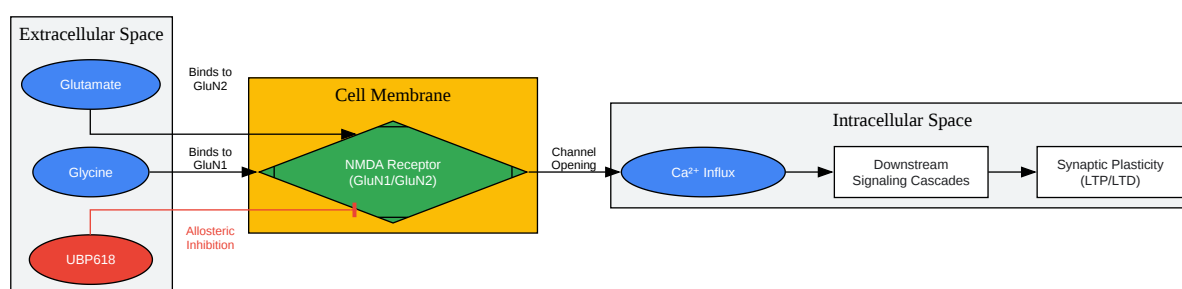 Extracellular Space
Glutamate
Binds to
GluN2
Glycine
Binds to
GluN1
UBP618
Allosteric
Inhibition
Cell Membrane
NMDA Receptor
(GluN1/GluN2)
Channel
Opening
Intracellular Space
Ca²⁺ Influx
Downstream
Signaling Cascades
Synaptic Plasticity
(LTP/LTD)